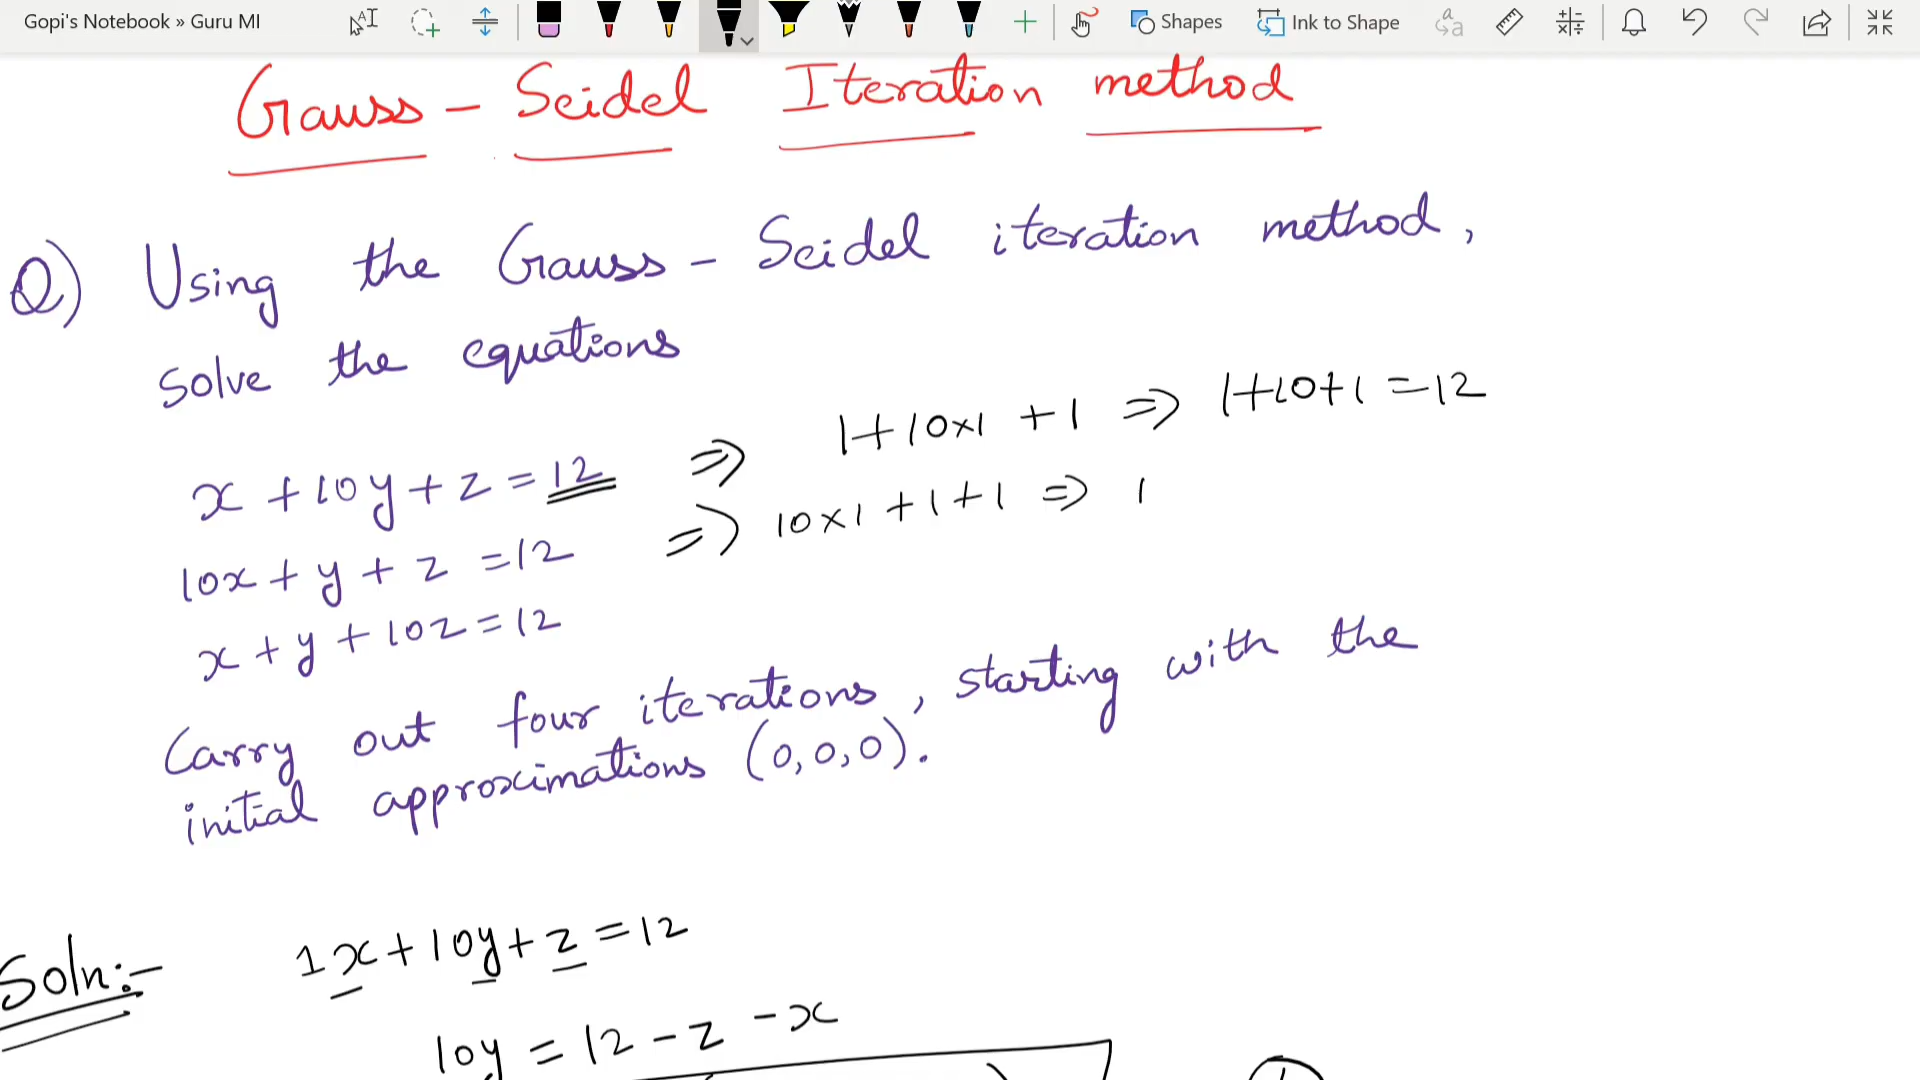 Gopi's Notebook » Guru MI
Shapes
Ink to Shape
Gauss - Seidel Iteration method
Q) Using the Gauss - Seidel iteration method,
solve the equations
x + 10y + z = 12 ⇒ 1+10×1 +1 ⇒ 1+10+1 =12
10x + y + z = 12 ⇒ 10×1 +1+1 ⇒ 1
x + y + 10z = 12
Carry out four iterations, starting with the
initial approximations (0,0,0).
Soln:- 1x + 10y + z = 12
10y = 12 - z - x